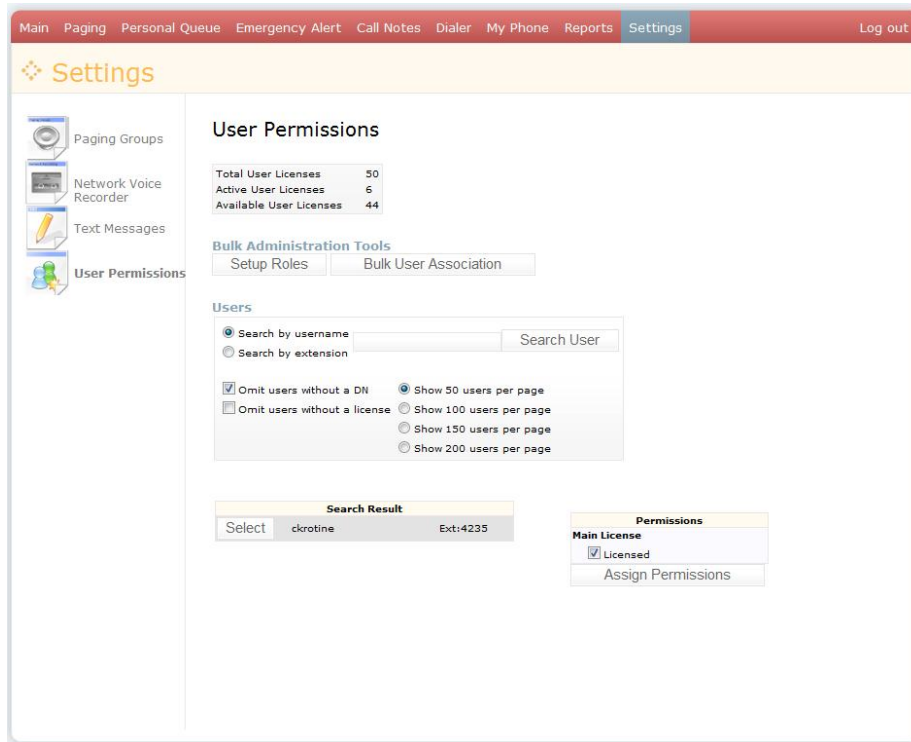 Main Paging Personal Queue Emergency Alert Call Notes Dialer My Phone Reports Settings Log out
Settings
Paging Groups
Network Voice
Recorder
Text Messages
User Permissions
User Permissions
Total User Licenses 50
Active User Licenses 6
Available User Licenses 44
Bulk Administration Tools
Setup Roles Bulk User Association
Users
Search by username
Search by extension
Search User
Omit users without a DN
Omit users without a license
Show 50 users per page
Show 100 users per page
Show 150 users per page
Show 200 users per page
Search Result
Select ckrotine Ext:4235
Permissions
Main License
Licensed
Assign Permissions